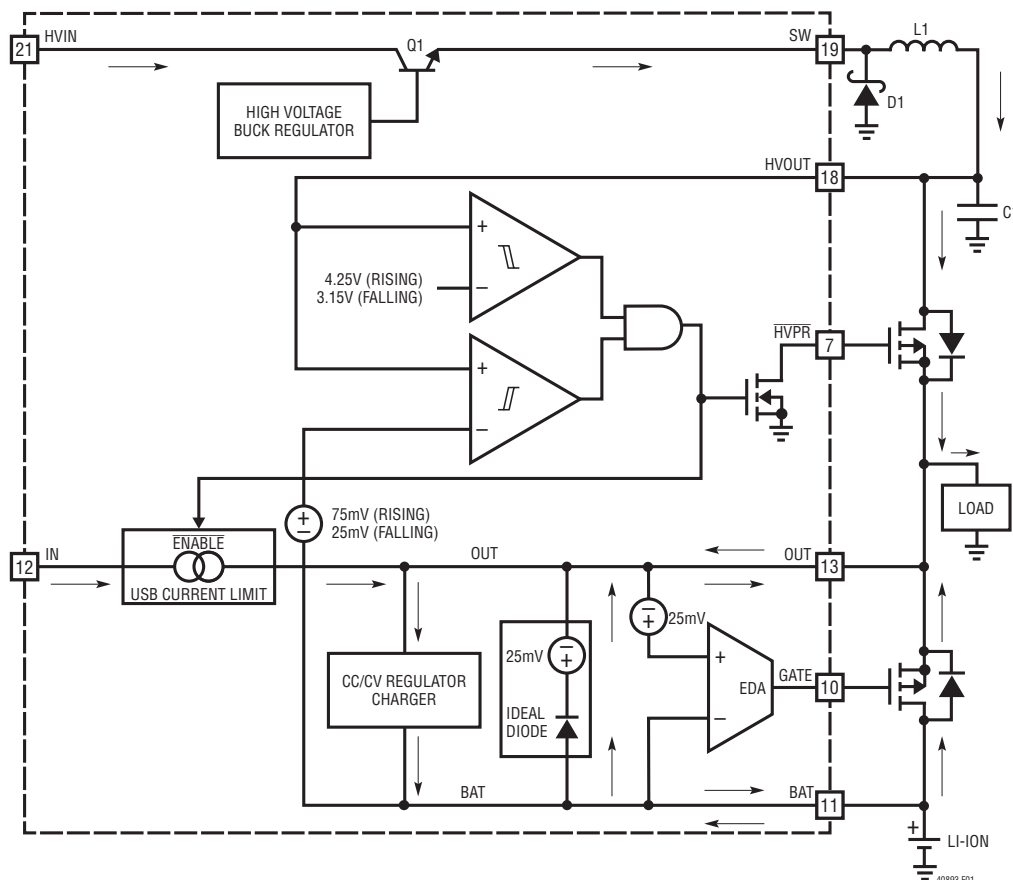 21
HVIN
Q1
SW
19
L1
D1
HIGH VOLTAGE
BUCK REGULATOR
HVOUT
18
C
+
4.25V (RISING)
3.15V (FALLING)
–
HVPR
7
+
–
LOAD
+
–
75mV (RISING)
25mV (FALLING)
12
IN
ENABLE
USB CURRENT LIMIT
OUT
OUT
13
–
+
25mV
–
+
25mV
CC/CV REGULATOR
CHARGER
IDEAL
DIODE
+
EDA
–
GATE
10
BAT
BAT
11
+
LI-ION
40893 F01